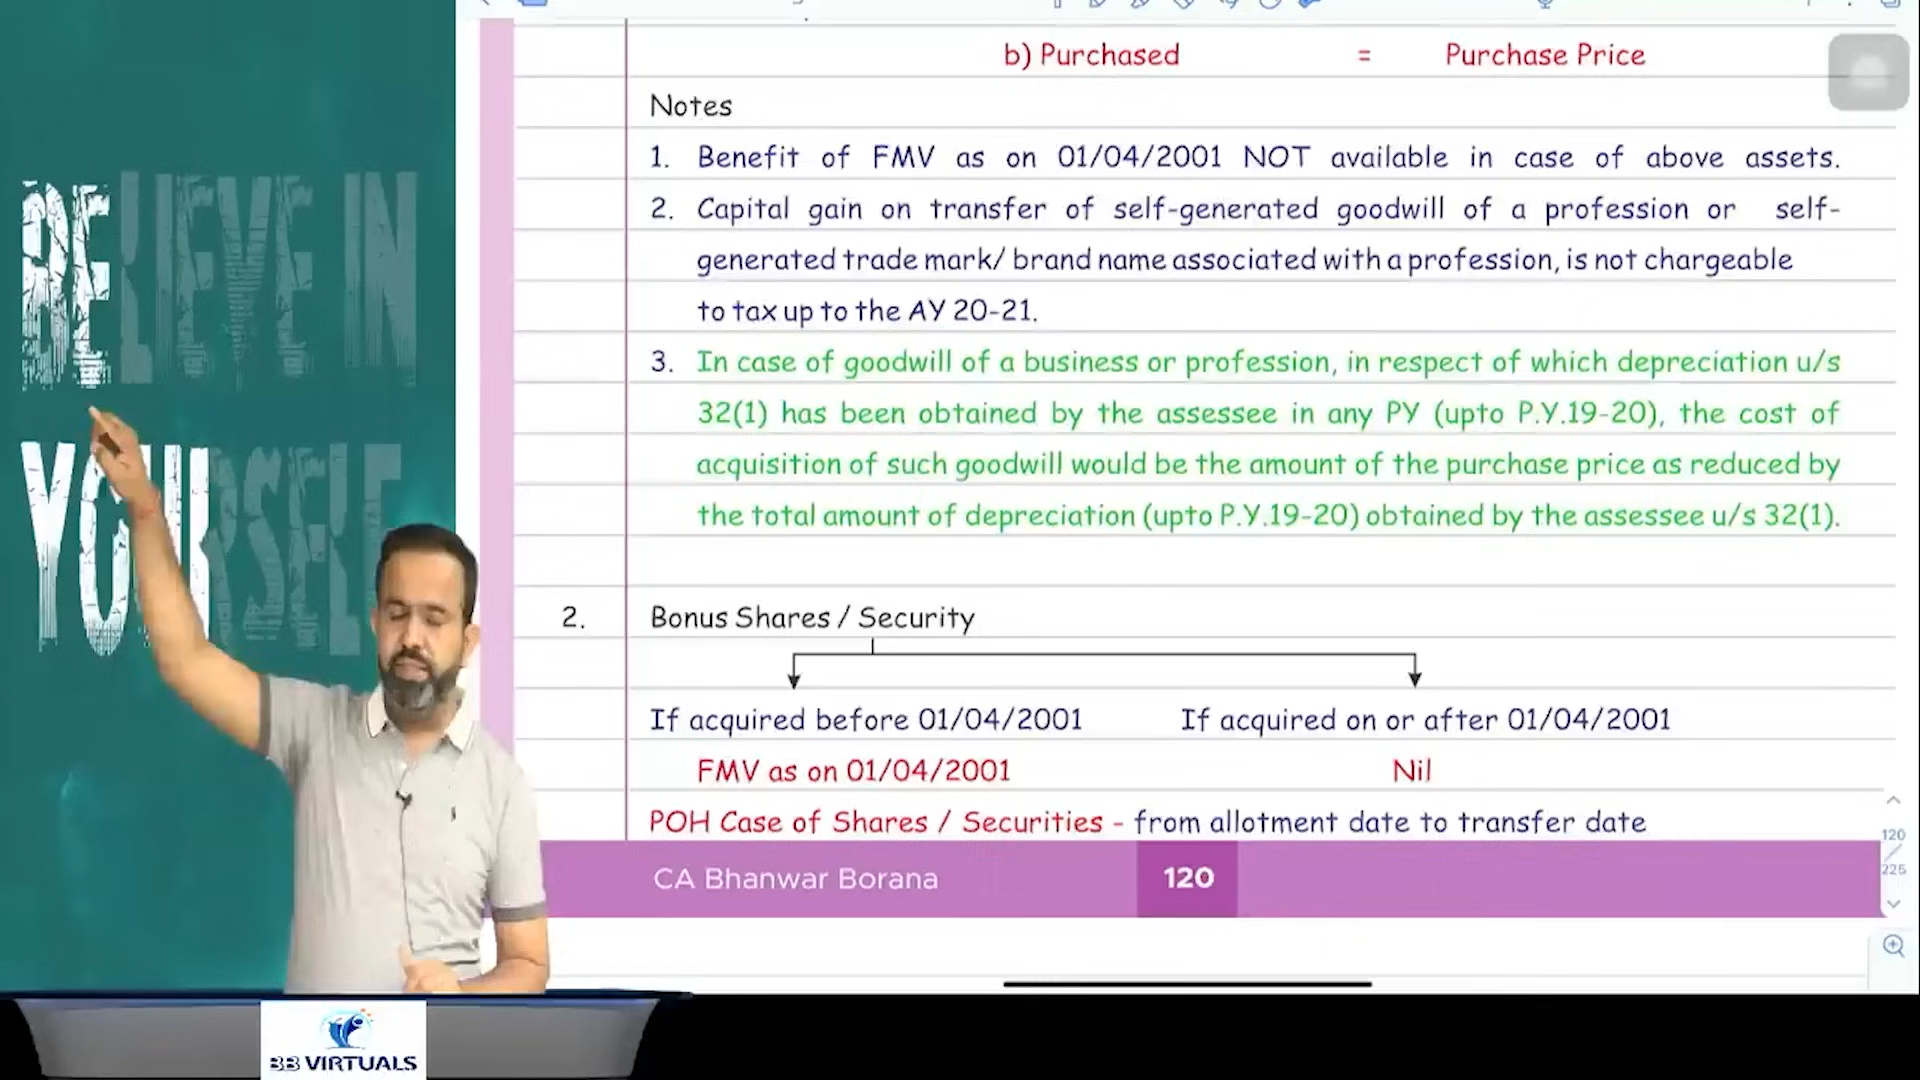 BELIEVE IN
YOURSELF
b) Purchased = Purchase Price
Notes
1. Benefit of FMV as on 01/04/2001 NOT available in case of above assets.
2. Capital gain on transfer of self-generated goodwill of a profession or self-
generated trade mark/ brand name associated with a profession, is not chargeable
to tax up to the AY 20-21.
3. In case of goodwill of a business or profession, in respect of which depreciation u/s
32(1) has been obtained by the assessee in any PY (upto P.Y.19-20), the cost of
acquisition of such goodwill would be the amount of the purchase price as reduced by
the total amount of depreciation (upto P.Y.19-20) obtained by the assessee u/s 32(1).
2. Bonus Shares / Security
If acquired before 01/04/2001 If acquired on or after 01/04/2001
FMV as on 01/04/2001 Nil
POH Case of Shares / Securities - from allotment date to transfer date
CA Bhanwar Borana 120
120
225
BB VIRTUALS